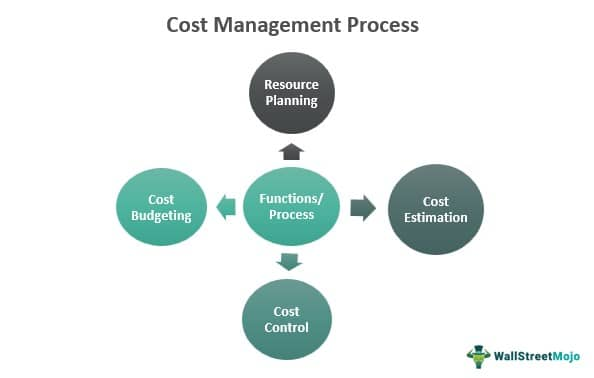 Cost Management Process
Resource
Planning
Cost
Budgeting
Functions/
Process
Cost
Estimation
Cost
Control
WallStreetMojo